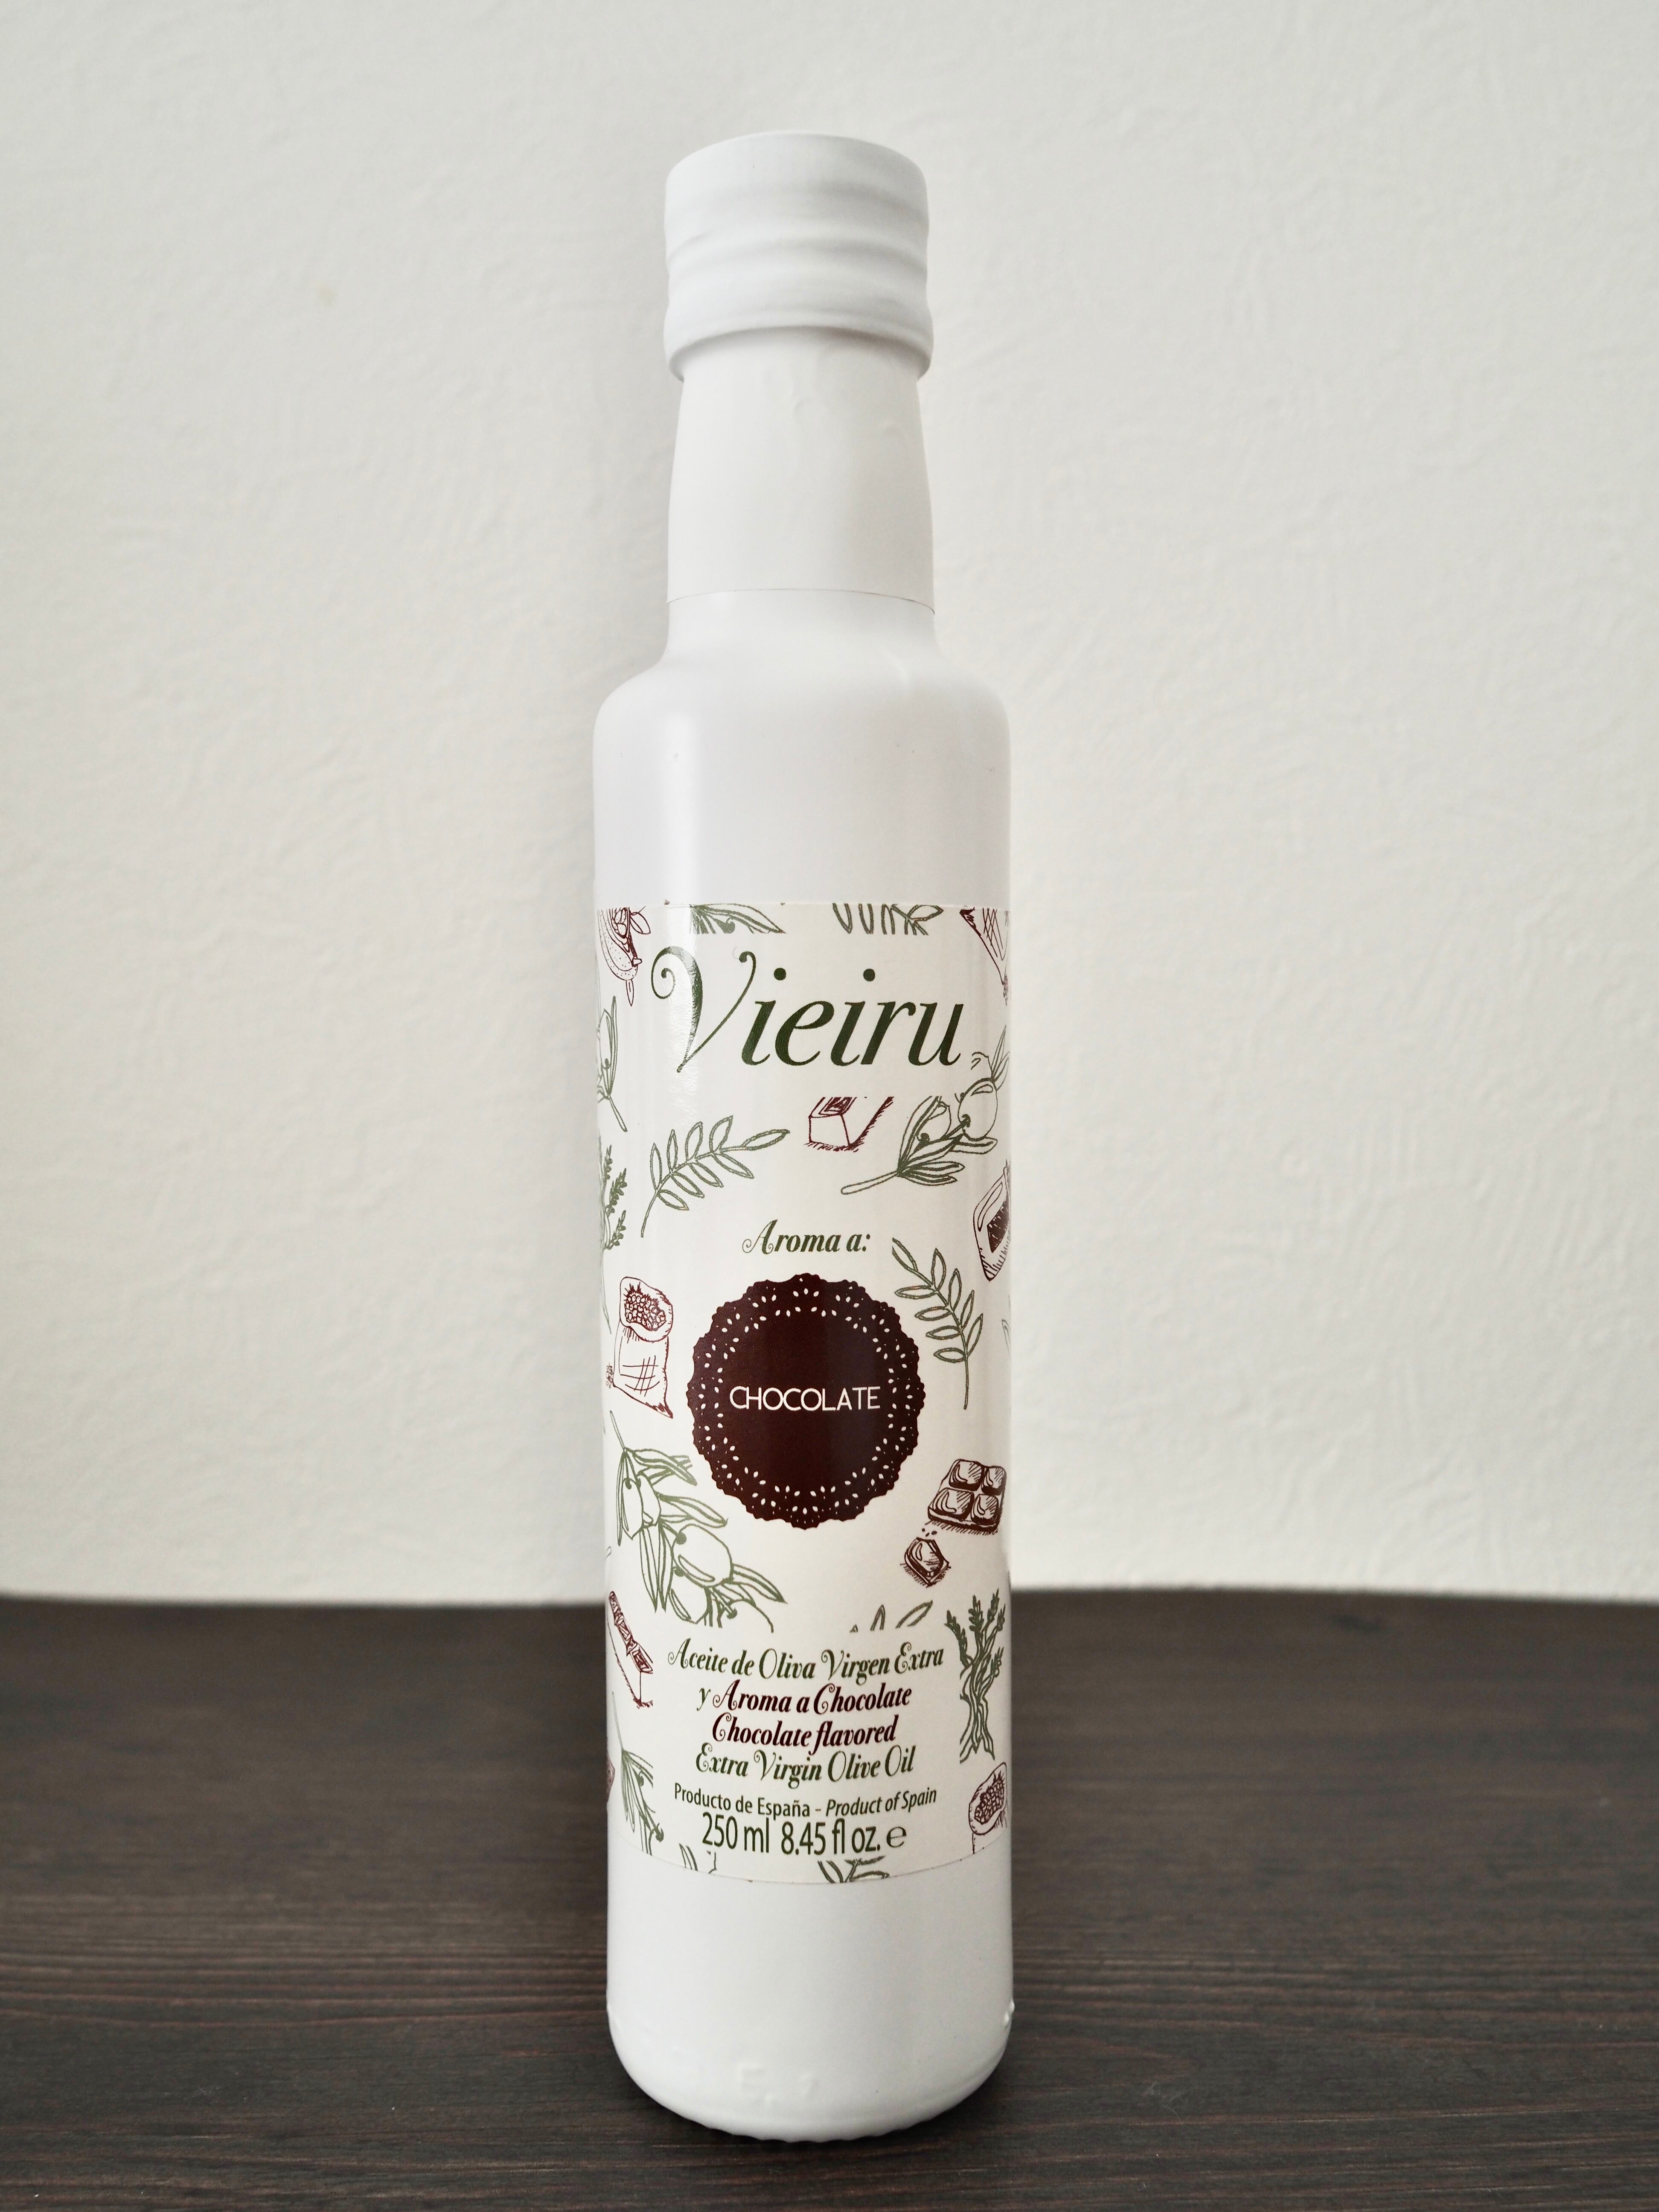 Vieiru
Aroma a:
CHOCOLATE
Aceite de Oliva Virgen Extra
y Aroma a Chocolate
Chocolate flavored
Extra Virgin Olive Oil
Producto de España - Product of Spain
250 ml 8.45 fl oz. ℮